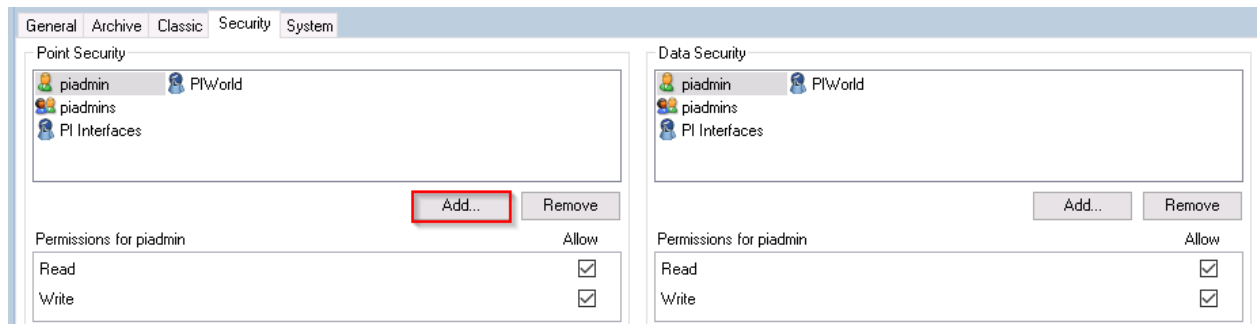 General Archive Classic Security System
Point Security
piadmin PIWorld
piadmins
PI Interfaces
Add... Remove
Permissions for piadmin Allow
Read
Write
Data Security
piadmin PIWorld
piadmins
PI Interfaces
Add... Remove
Permissions for piadmin Allow
Read
Write